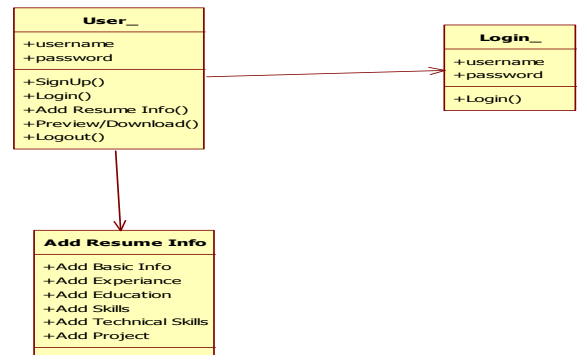 User_
+username
+password
+SignUp()
+Login()
+Add Resume Info()
+Preview/Download()
+Logout()
Login_
+username
+password
+Login()
Add Resume Info
+Add Basic Info
+Add Experiance
+Add Education
+Add Skills
+Add Technical Skills
+Add Project